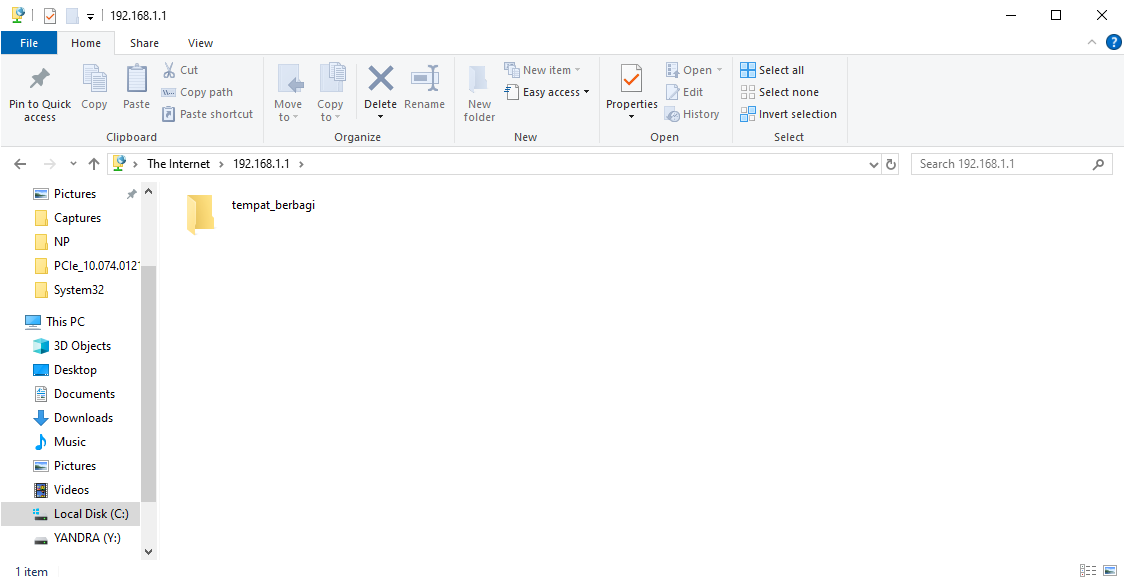 192.168.1.1
File Home Share View
Pin to Quick access
Copy
Paste
Cut
Copy path
Paste shortcut
Clipboard
Move to
Copy to
Delete
Rename
Organize
New folder
New item
Easy access
New
Properties
Open
Edit
History
Open
Select all
Select none
Invert selection
Select
The Internet 192.168.1.1
Search 192.168.1.1
Pictures
Captures
NP
PCIe_10.074.0121
System32
This PC
3D Objects
Desktop
Documents
Downloads
Music
Pictures
Videos
Local Disk (C:)
YANDRA (Y:)
tempat_berbagi
1 item